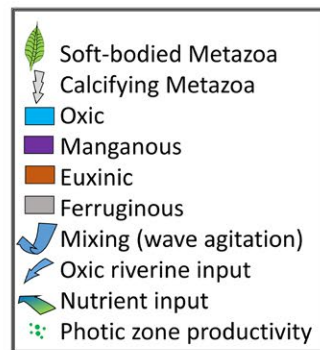 Soft-bodied Metazoa
Calcifying Metazoa
Oxic
Manganous
Euxinic
Ferruginous
Mixing (wave agitation)
Oxic riverine input
Nutrient input
Photic zone productivity